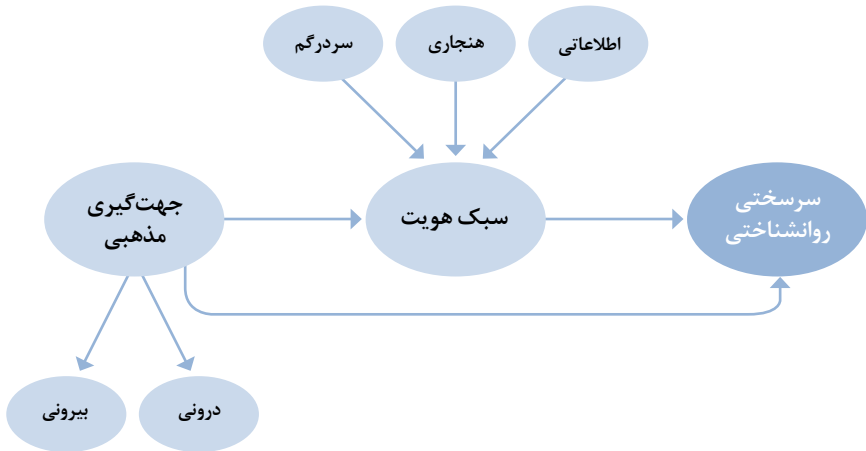 اطلاعاتی
هنجاری
سردرگم
سرسختی
روانشناختی
سبک هویت
جهت‌گیری
مذهبی
درونی
بیرونی